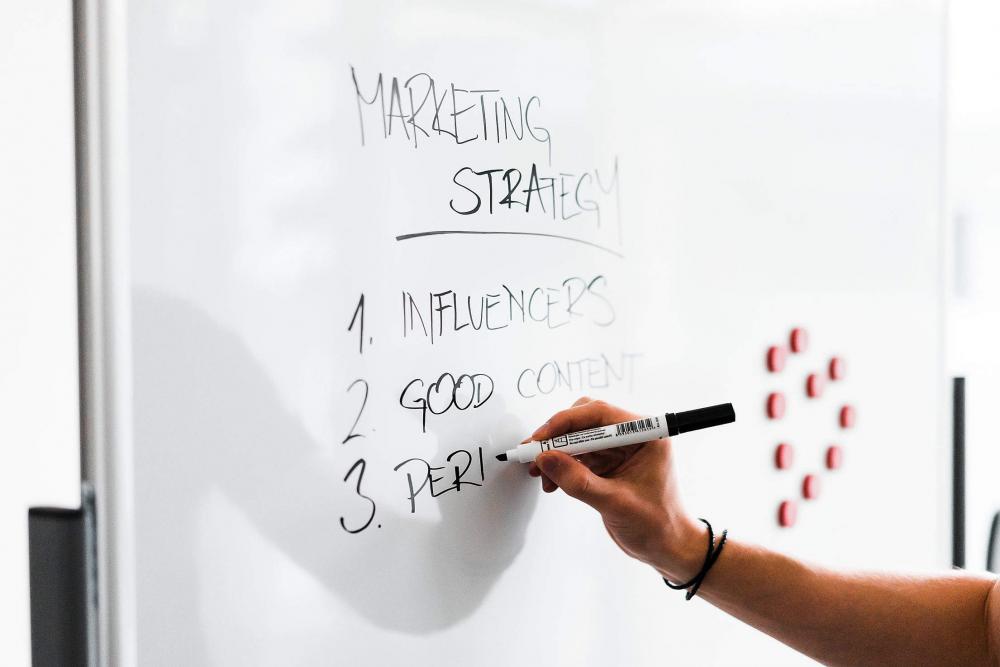 MARKETING
STRATEGY
1. INFLUENCERS
2. GOOD CONTENT
3. PERI